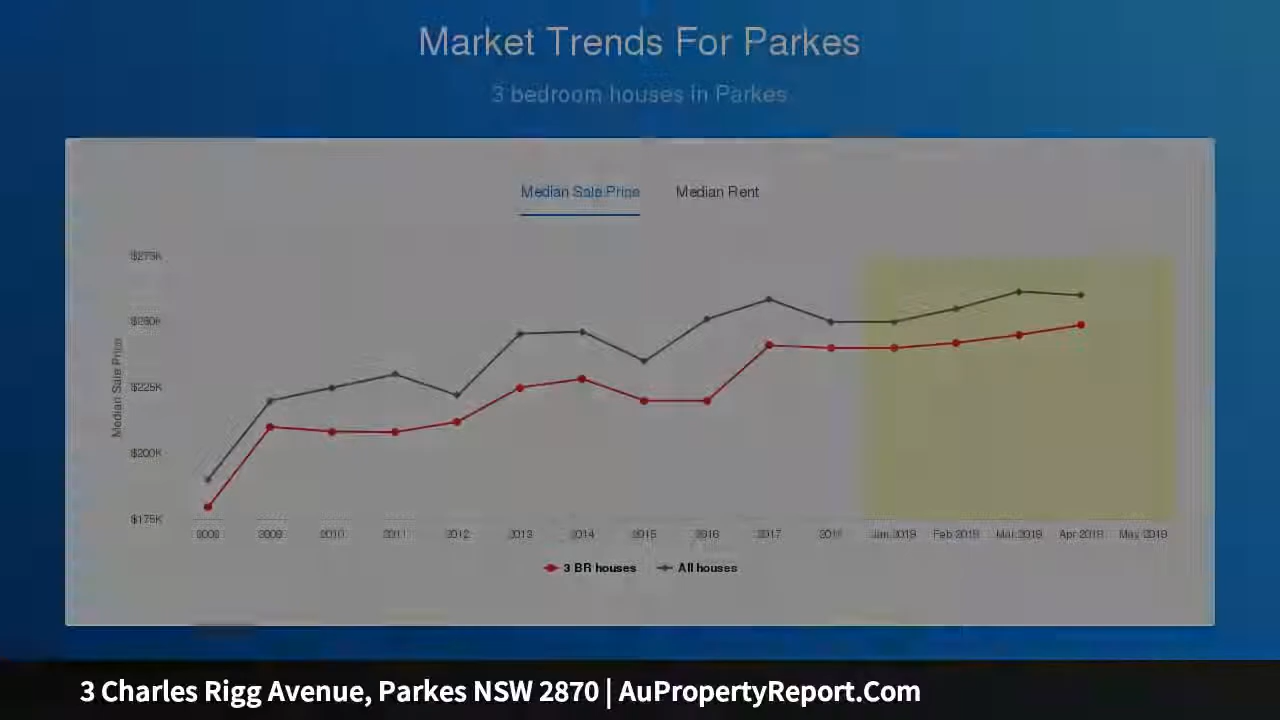 Market Trends For Parkes
3 bedroom houses in Parkes
Median Sale Price Median Rent
$275K
$250K
$225K
$200K
$175K
Median Sale Price
2008 2009 2010 2011 2012 2013 2014 2015 2016 2017 2018 Jan 2019 Feb 2019 Mar 2019 Apr 2019 May 2019
3 BR houses All houses
3 Charles Rigg Avenue, Parkes NSW 2870 | AuPropertyReport.Com